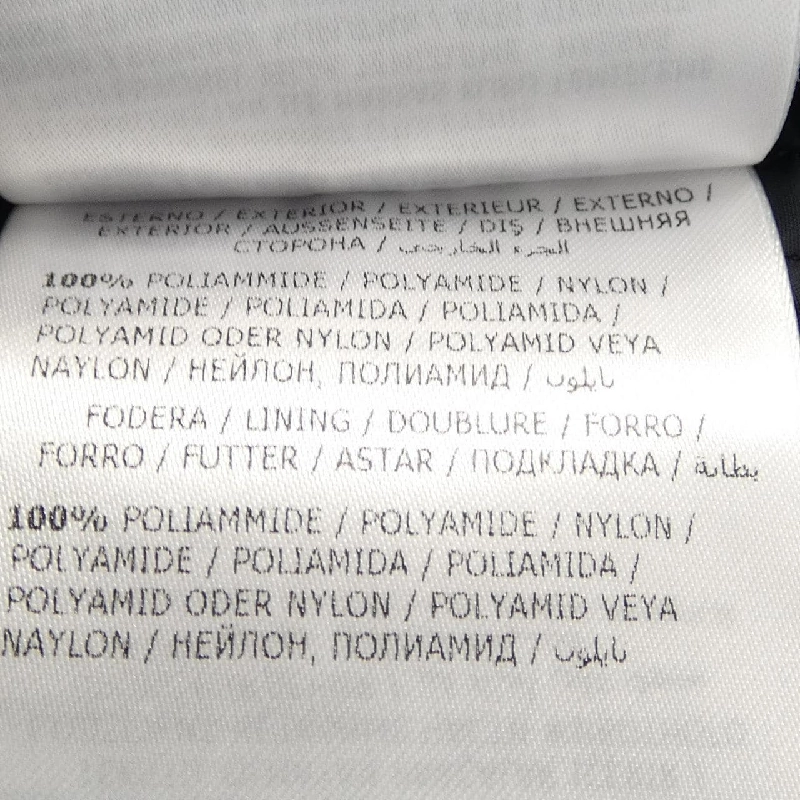 ESTERNO / EXTERIOR / EXTERIEUR / EXTERNO /
EXTERIOR / AUSSENSEITE / DIŞ / ВНЕШНЯЯ
СТОРОНА / الجزء الخارجي
100% POLIAMMIDE / POLYAMIDE / NYLON /
POLYAMIDE / POLIAMIDA / POLIAMIDA /
POLYAMID ODER NYLON / POLYAMID VEYA
NAYLON / НЕЙЛОН, ПОЛИАМИД / نايلون
FODERA / LINING / DOUBLURE / FORRO /
FORRO / FUTTER / ASTAR / ПОДКЛАДКА / بطانة
100% POLIAMMIDE / POLYAMIDE / NYLON /
POLYAMIDE / POLIAMIDA / POLIAMIDA /
POLYAMID ODER NYLON / POLYAMID VEYA
NAYLON / НЕЙЛОН, ПОЛИАМИД / نايلون